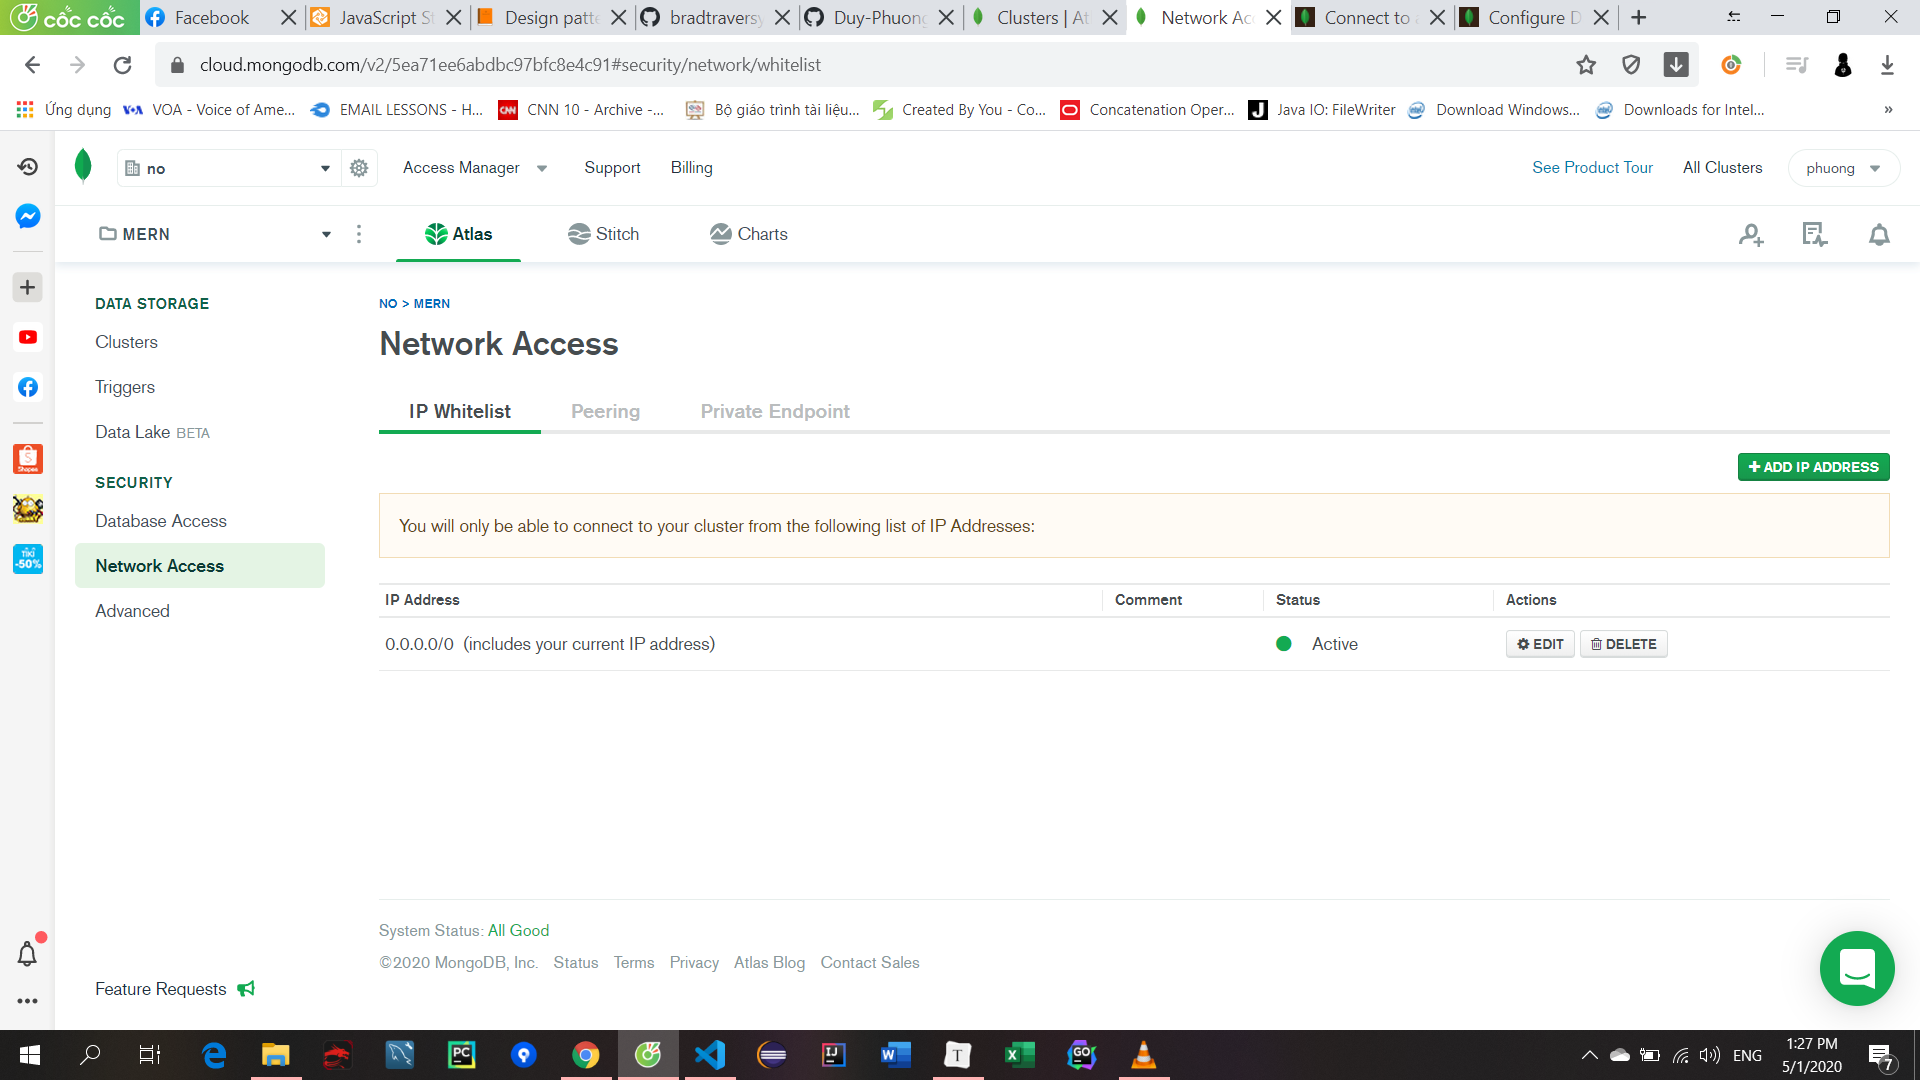 cốc cốc
Facebook
JavaScript St
Design patte
bradtraversy
Duy-Phuong
Clusters | At
Network Acc
Connect to a
Configure D
cloud.mongodb.com/v2/5ea71ee6abdbc97bfc8e4c91#security/network/whitelist
Ứng dụng
VOA - Voice of Ame...
EMAIL LESSONS - H...
CNN 10 - Archive -...
Bộ giáo trình tài liệu...
Created By You - Co...
Concatenation Oper...
Java IO: FileWriter
Download Windows...
Downloads for Intel...
»
no
Access Manager
Support
Billing
See Product Tour
All Clusters
phuong
MERN
Atlas
Stitch
Charts
DATA STORAGE
Clusters
Triggers
Data Lake BETA
SECURITY
Database Access
Network Access
Advanced
Feature Requests
NO > MERN
Network Access
IP Whitelist
Peering
Private Endpoint
+ ADD IP ADDRESS
You will only be able to connect to your cluster from the following list of IP Addresses:
IP Address
Comment
Status
Actions
0.0.0.0/0 (includes your current IP address)
Active
EDIT
DELETE
System Status: All Good
©2020 MongoDB, Inc.
Status
Terms
Privacy
Atlas Blog
Contact Sales
Shopee
TIKI
-50%
PC
IJ
W
T
X
GO
ENG
1:27 PM
5/1/2020
7